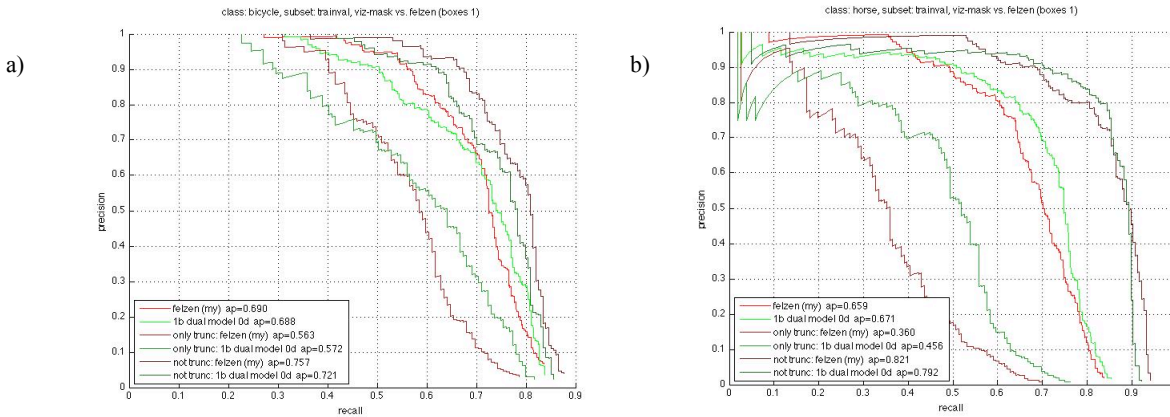 a)
class: bicycle, subset: trainval, viz-mask vs. felzen (boxes 1)
1
0.9
0.8
0.7
0.6
0.5
0.4
0.3
0.2
0.1
0
precision
felzen (my) ap=0.690
1b dual model 0d ap=0.688
only trunc: felzen (my) ap=0.563
only trunc: 1b dual model 0d ap=0.572
not trunc: felzen (my) ap=0.757
not trunc: 1b dual model 0d ap=0.721
0 0.1 0.2 0.3 0.4 0.5 0.6 0.7 0.8 0.9
recall
b)
class: horse, subset: trainval, viz-mask vs. felzen (boxes 1)
1
0.9
0.8
0.7
0.6
0.5
0.4
0.3
0.2
0.1
0
precision
felzen (my) ap=0.659
1b dual model 0d ap=0.671
only trunc: felzen (my) ap=0.360
only trunc: 1b dual model 0d ap=0.456
not trunc: felzen (my) ap=0.821
not trunc: 1b dual model 0d ap=0.792
0 0.1 0.2 0.3 0.4 0.5 0.6 0.7 0.8 0.9 1
recall